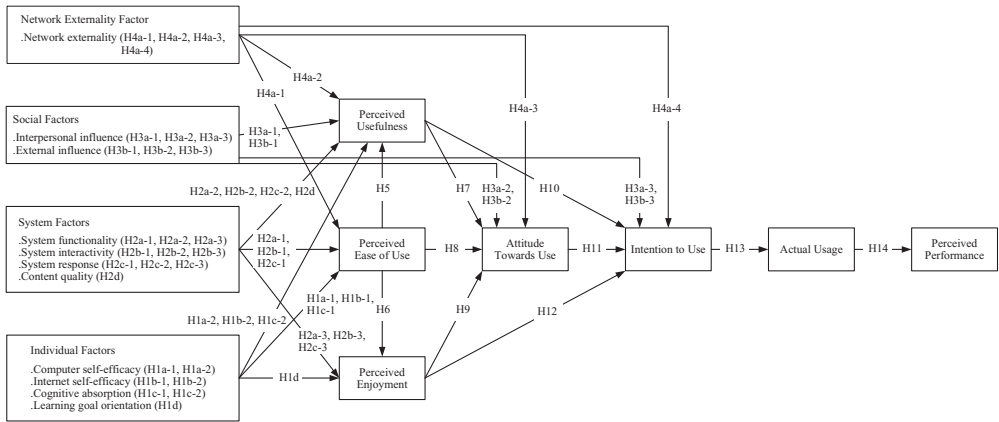 Network Externality Factor
.Network externality (H4a-1, H4a-2, H4a-3,
H4a-4)
H4a-2
H4a-1
H4a-3
H4a-4
Perceived
Usefulness
Social Factors
.Interpersonal influence (H3a-1, H3a-2, H3a-3)
.External influence (H3b-1, H3b-2, H3b-3)
H3a-1,
H3b-1
H2a-2, H2b-2, H2c-2, H2d
H5
H7
H3a-2,
H3b-2
H10
H3a-3,
H3b-3
System Factors
.System functionality (H2a-1, H2a-2, H2a-3)
.System interactivity (H2b-1, H2b-2, H2b-3)
.System response (H2c-1, H2c-2, H2c-3)
.Content quality (H2d)
H2a-1,
H2b-1,
H2c-1
Perceived
Ease of Use
H8
Attitude
Towards Use
H11
Intention to Use
H13
Actual Usage
H14
Perceived
Performance
H1a-1, H1b-1,
H1c-1
H1a-2, H1b-2, H1c-2
H6
H9
H12
H2a-3, H2b-3,
H2c-3
Individual Factors
.Computer self-efficacy (H1a-1, H1a-2)
.Internet self-efficacy (H1b-1, H1b-2)
.Cognitive absorption (H1c-1, H1c-2)
.Learning goal orientation (H1d)
H1d
Perceived
Enjoyment